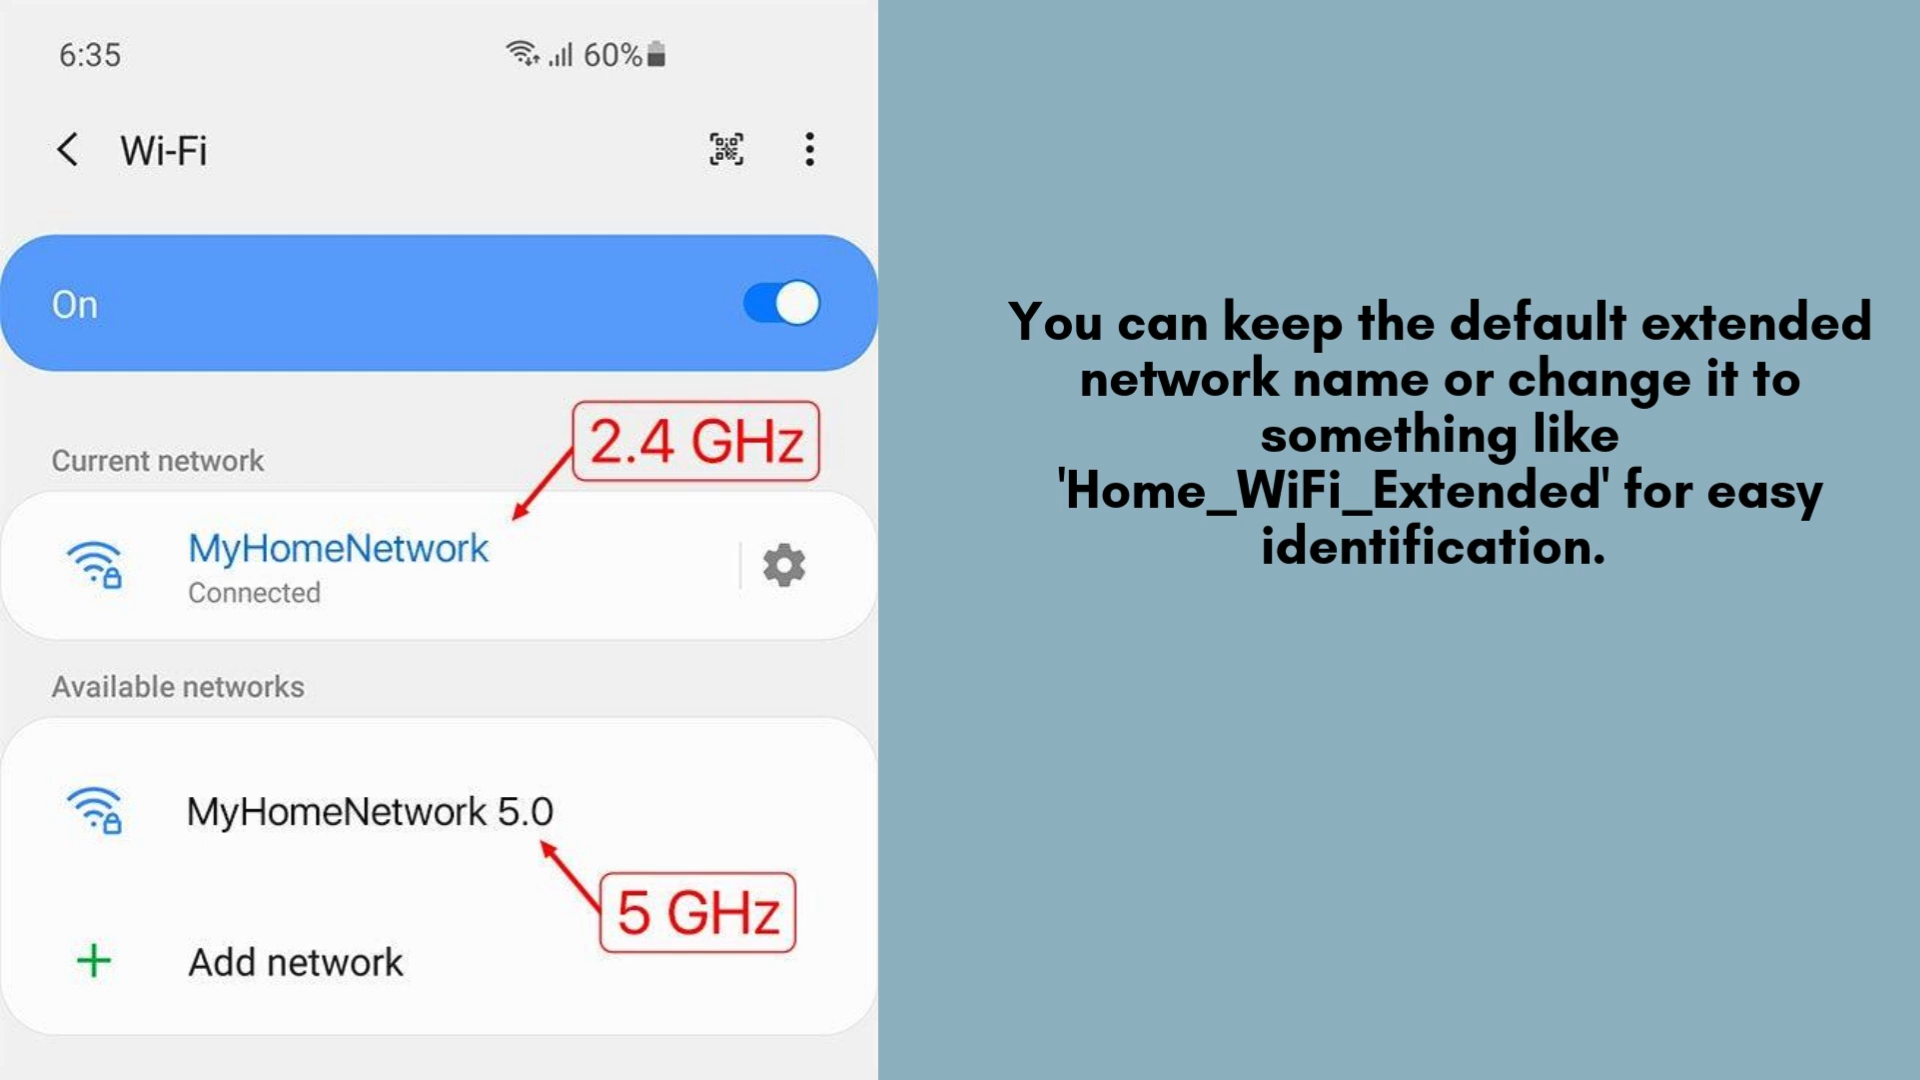 6:35
60%
Wi-Fi
On
2.4 GHz
Current network
MyHomeNetwork
Connected
Available networks
MyHomeNetwork 5.0
5 GHz
Add network
You can keep the default extended
network name or change it to
something like
'Home_WiFi_Extended' for easy
identification.